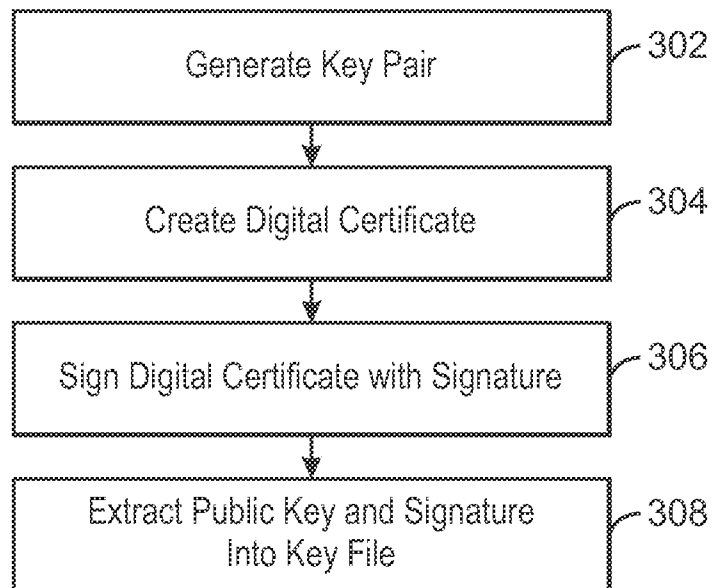 Generate Key Pair
302
Create Digital Certificate
304
Sign Digital Certificate with Signature
306
Extract Public Key and Signature
Into Key File
308